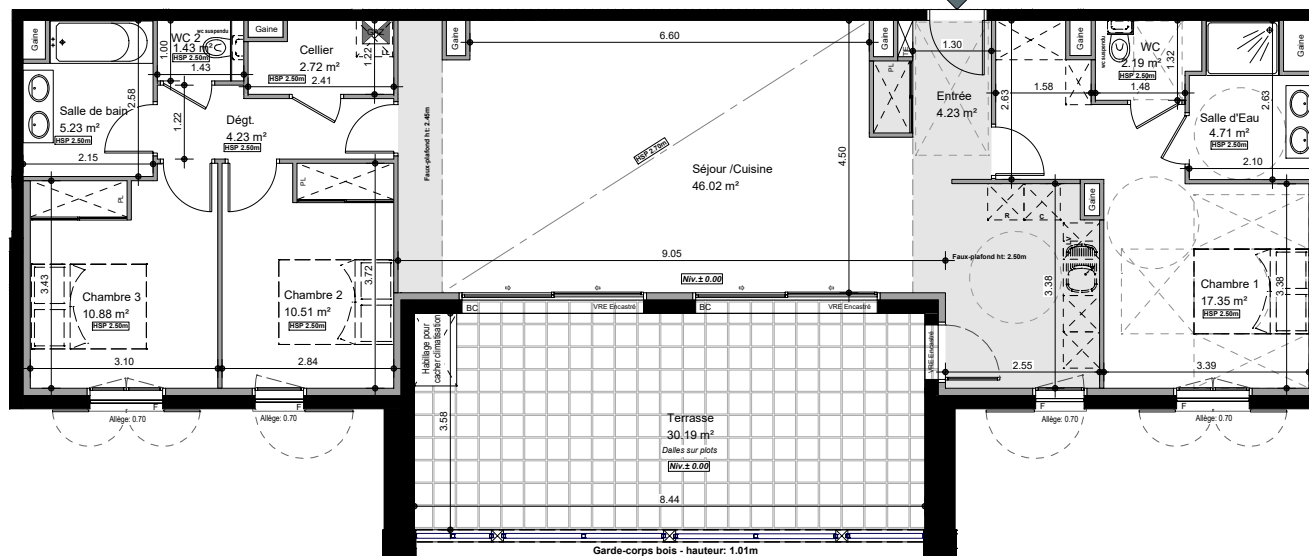 Gaine
WC 2
1.43 m²
HSP 2.50m
1.00
1.43
wc suspendu
Gaine
Cellier
2.72 m²
HSP 2.50m
2.41
1.22
Gaine
6.60
1.30
PL
Entrée
4.23 m²
2.63
1.58
Gaine
wc suspendu
WC
2.19 m²
HSP 2.50m
1.32
1.48
Gaine
Salle de bain
5.23 m²
HSP 2.50m
2.58
2.15
1.22
Dégt.
4.23 m²
HSP 2.50m
Faux-plafond ht: 2.45m
HSP 2.70m
4.50
Séjour /Cuisine
46.02 m²
Salle d'Eau
4.71 m²
HSP 2.50m
2.63
2.10
PL
PL
R
C
Gaine
9.05
Faux-plafond ht: 2.50m
Niv.± 0.00
3.43
Chambre 3
10.88 m²
HSP 2.50m
3.10
Chambre 2
10.51 m²
HSP 2.50m
3.72
2.84
3.38
LV
Chambre 1
17.35 m²
HSP 2.50m
3.38
BC
VRE Encastré
BC
VRE Encastré
VRE Encastré
Habillage pour
cacher climatisation
2.55
3.39
F
F
F
F
Allège: 0.70
Allège: 0.70
Allège: 0.70
Allège: 0.70
3.58
Terrasse
30.19 m²
Dalles sur plots
Niv.± 0.00
8.44
Garde-corps bois - hauteur: 1.01m